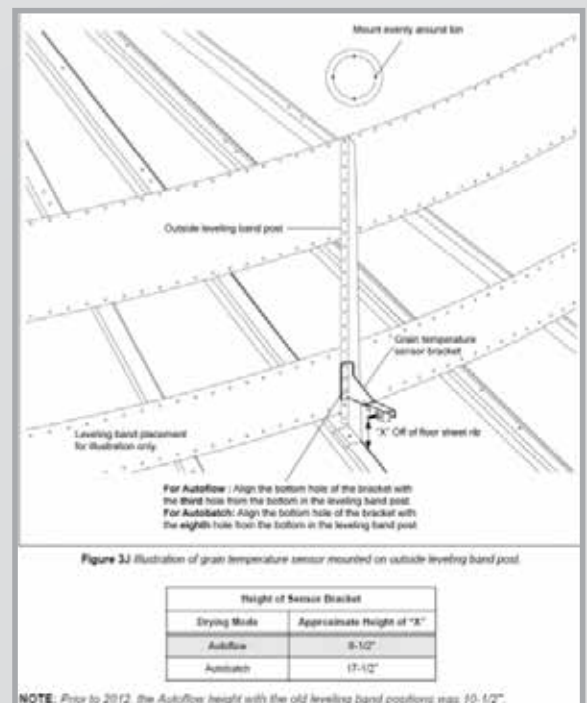 Mount evenly around bin
Outside leveling band post
Grain temperature
sensor bracket
"X" Off of floor sheet rib
Leveling band placement
for illustration only.
For Autoflow : Align the bottom hole of the bracket with
the third hole from the bottom in the leveling band post
For Autobatch: Align the bottom hole of the bracket with
the eighth hole from the bottom in the leveling band post
Figure 3J Illustration of grain temperature sensor mounted on outside leveling band post.
Height of Sensor Bracket
Drying Mode Approximate Height of "X"
Autoflow 8-1/2"
Autobatch 17-1/2"
NOTE: Prior to 2012, the Autoflow height with the old leveling band positions was 10-1/2".